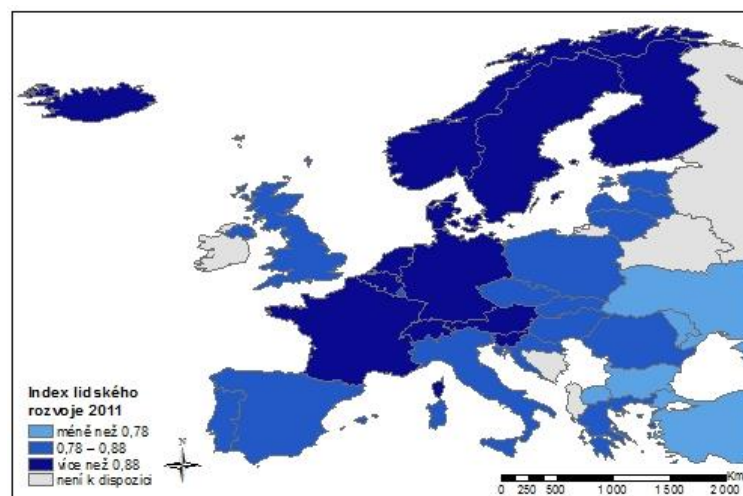 Index lidského
rozvoje 2011
méně než 0,78
0,78 – 0,88
více než 0,88
není k dispozici
N
Km
0 250 500 1 000 1 500 2 000